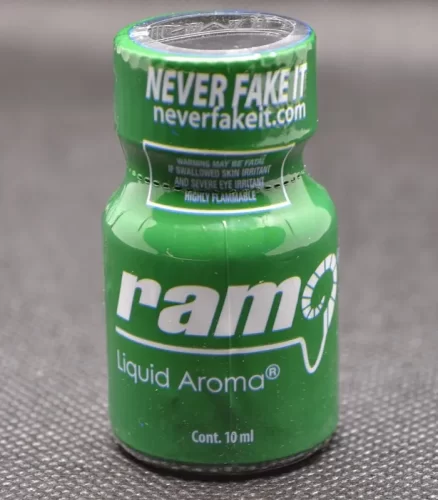 NEVER FAKE IT
neverfakeit.com
WARNING MAY BE FATAL
IF SWALLOWED SKIN IRRITANT
AND SEVERE EYE IRRITANT
HIGHLY FLAMMABLE
ram
Liquid Aroma®
Cont. 10 ml